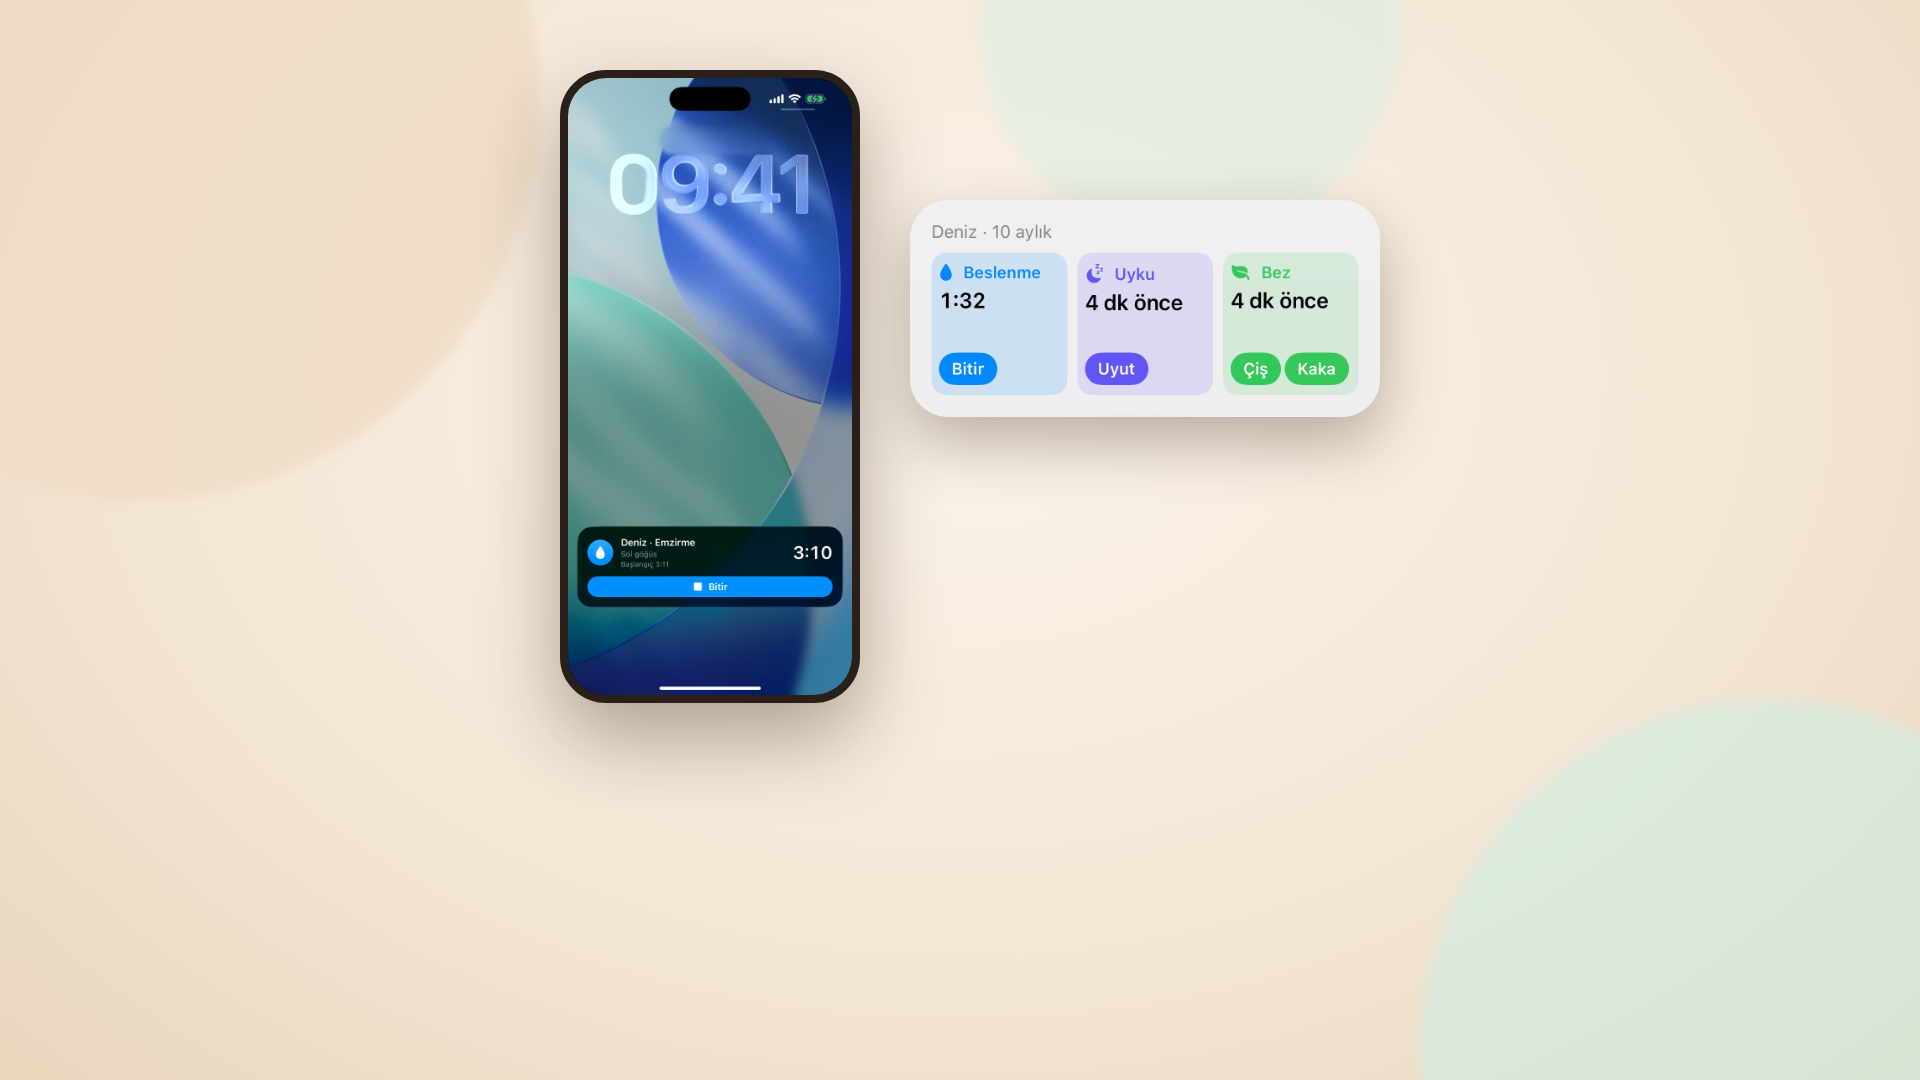 09:41
Deniz · Emzirme
Sol göğüs
Başlangıç 3:11
3:10
Bitir
Deniz · 10 aylık
Beslenme
1:32
Bitir
Uyku
4 dk önce
Uyut
Bez
4 dk önce
Çiş
Kaka